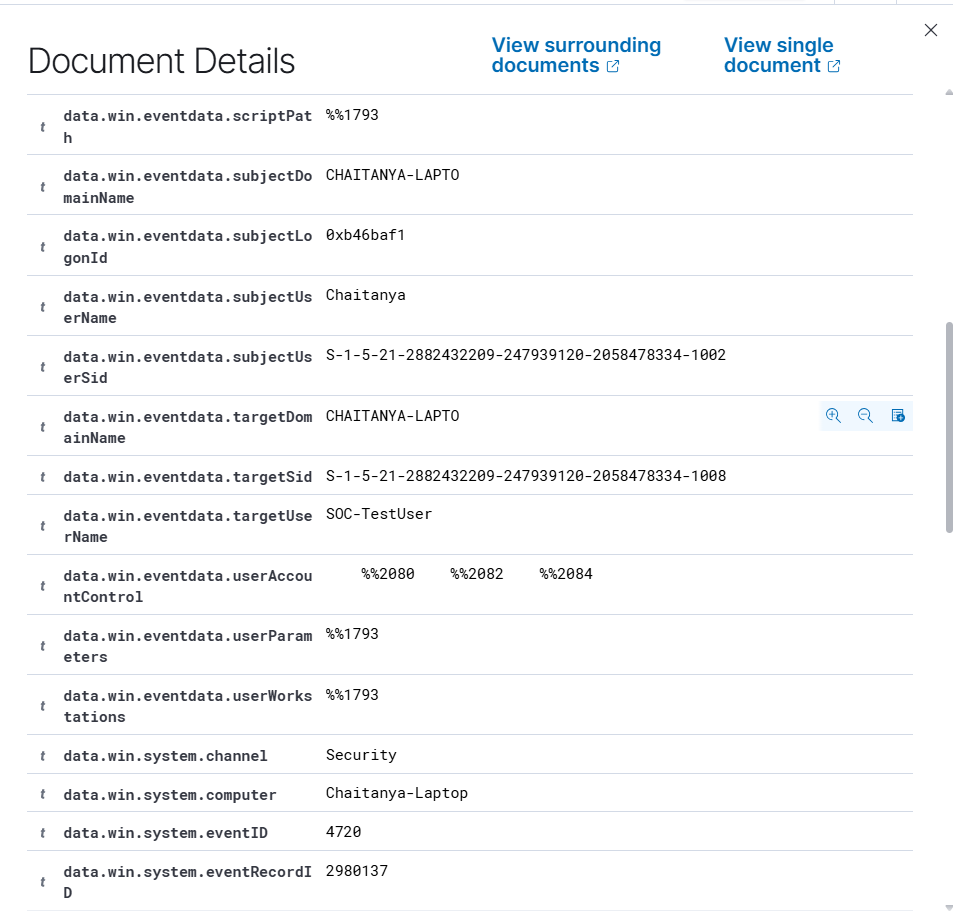 Document Details
View surrounding
documents
View single
document
t data.win.eventdata.scriptPat %%1793
h
t data.win.eventdata.subjectDo CHAITANYA-LAPTO
mainName
t data.win.eventdata.subjectLo 0xb46baf1
gonId
t data.win.eventdata.subjectUs Chaitanya
erName
t data.win.eventdata.subjectUs S-1-5-21-2882432209-247939120-2058478334-1002
erSid
t data.win.eventdata.targetDom CHAITANYA-LAPTO
ainName
t data.win.eventdata.targetSid S-1-5-21-2882432209-247939120-2058478334-1008
t data.win.eventdata.targetUse SOC-TestUser
rName
t data.win.eventdata.userAccou %%2080 %%2082 %%2084
ntControl
t data.win.eventdata.userParam %%1793
eters
t data.win.eventdata.userWorks %%1793
tations
t data.win.system.channel Security
t data.win.system.computer Chaitanya-Laptop
t data.win.system.eventID 4720
t data.win.system.eventRecordI 2980137
D